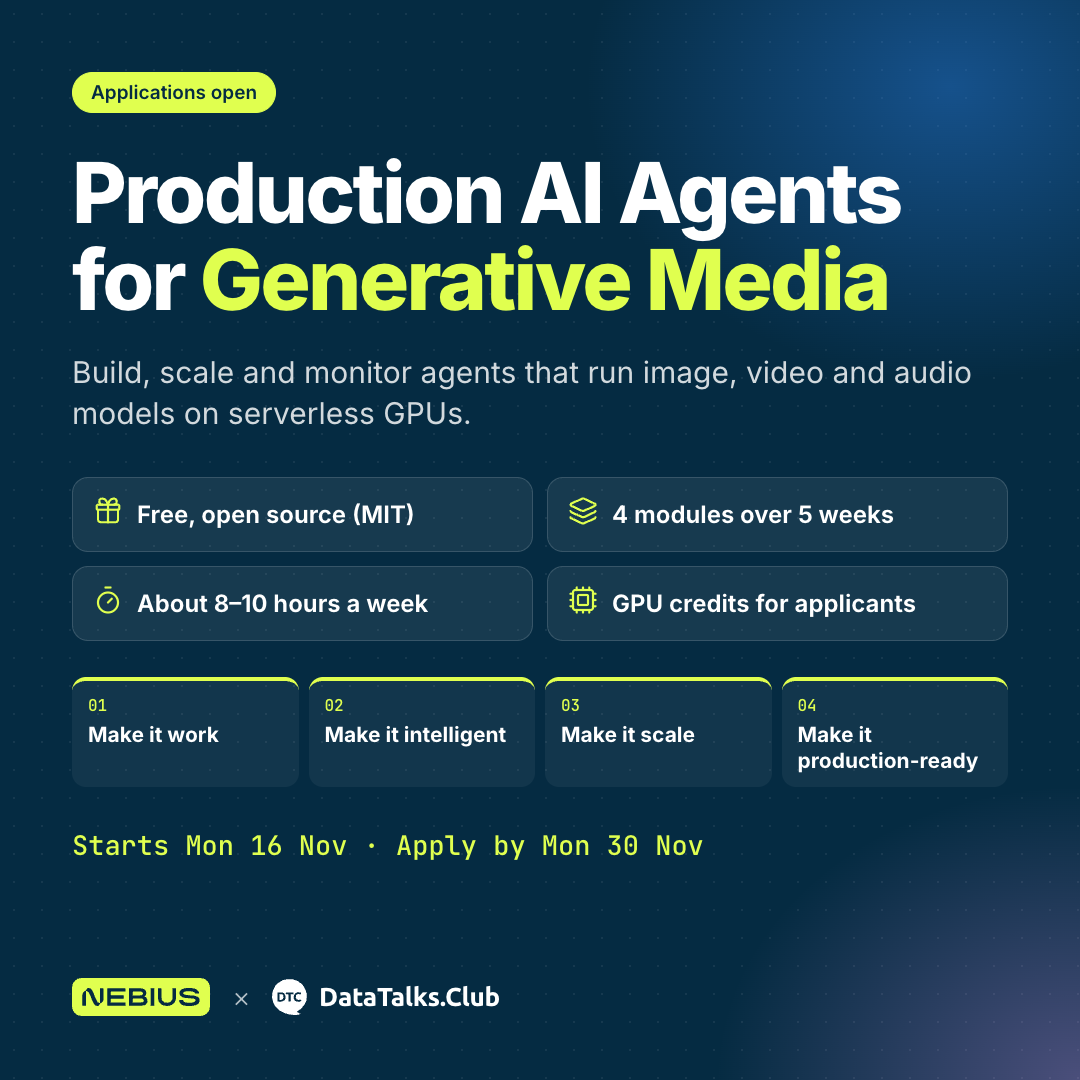 Applications open
Production AI Agents
for Generative Media
Build, scale and monitor agents that run image, video and audio
models on serverless GPUs.
Free, open source (MIT)
4 modules over 5 weeks
About 8–10 hours a week
GPU credits for applicants
01
Make it work
02
Make it intelligent
03
Make it scale
04
Make it
production-ready
Starts Mon 16 Nov · Apply by Mon 30 Nov
NEBIUS × DTC DataTalks.Club